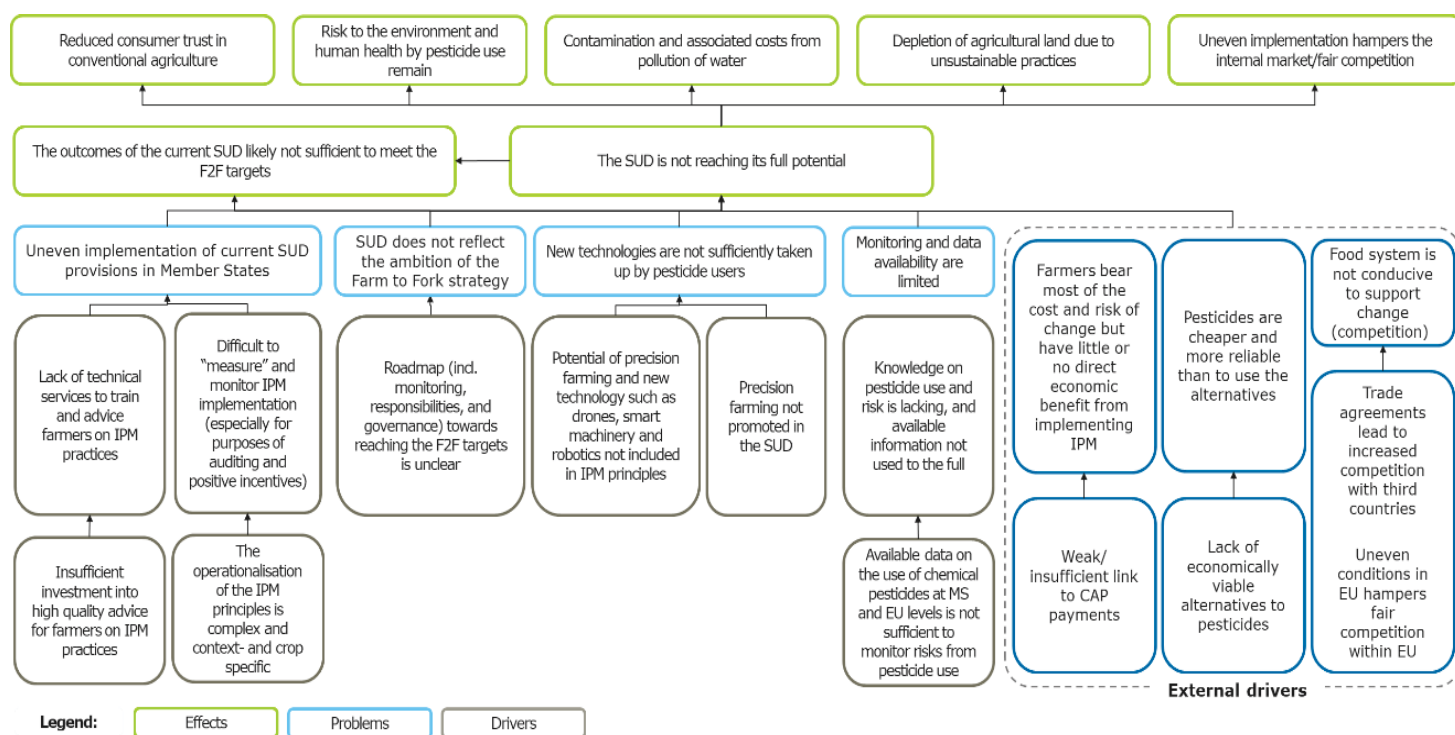 Reduced consumer trust in
conventional agriculture
Risk to the environment and
human health by pesticide use
remain
Contamination and associated costs from
pollution of water
Depletion of agricultural land due to
unsustainable practices
Uneven implementation hampers the
internal market/fair competition
The outcomes of the current SUD likely not sufficient to meet the
F2F targets
The SUD is not reaching its full potential
Uneven implementation of current SUD
provisions in Member States
SUD does not reflect
the ambition of the
Farm to Fork strategy
New technologies are not sufficiently taken
up by pesticide users
Monitoring and data
availability are
limited
Farmers bear
most of the
cost and risk of
change but
have little or
no direct
economic
benefit from
implementing
IPM
Pesticides are
cheaper and
more reliable
than to use the
alternatives
Food system is
not conducive
to support
change
(competition)
Lack of technical
services to train
and advice
farmers on IPM
practices
Difficult to
“measure” and
monitor IPM
implementation
(especially for
purposes of
auditing and
positive incentives)
Roadmap (incl.
monitoring,
responsibilities, and
governance) towards
reaching the F2F targets
is unclear
Potential of precision
farming and new
technology such as
drones, smart
machinery and
robotics not included
in IPM principles
Precision
farming not
promoted in
the SUD
Knowledge on
pesticide use and
risk is lacking, and
available
information not
used to the full
Trade
agreements
lead to
increased
competition
with third
countries
Uneven
conditions in
EU hampers
fair
competition
within EU
Insufficient
investment into
high quality advice
for farmers on IPM
practices
The
operationalisation
of the IPM
principles is
complex and
context- and crop
specific
Available data on
the use of chemical
pesticides at MS
and EU levels is not
sufficient to
monitor risks from
pesticide use
Weak/
insufficient link
to CAP
payments
Lack of
economically
viable
alternatives to
pesticides
External drivers
Legend:
Effects
Problems
Drivers